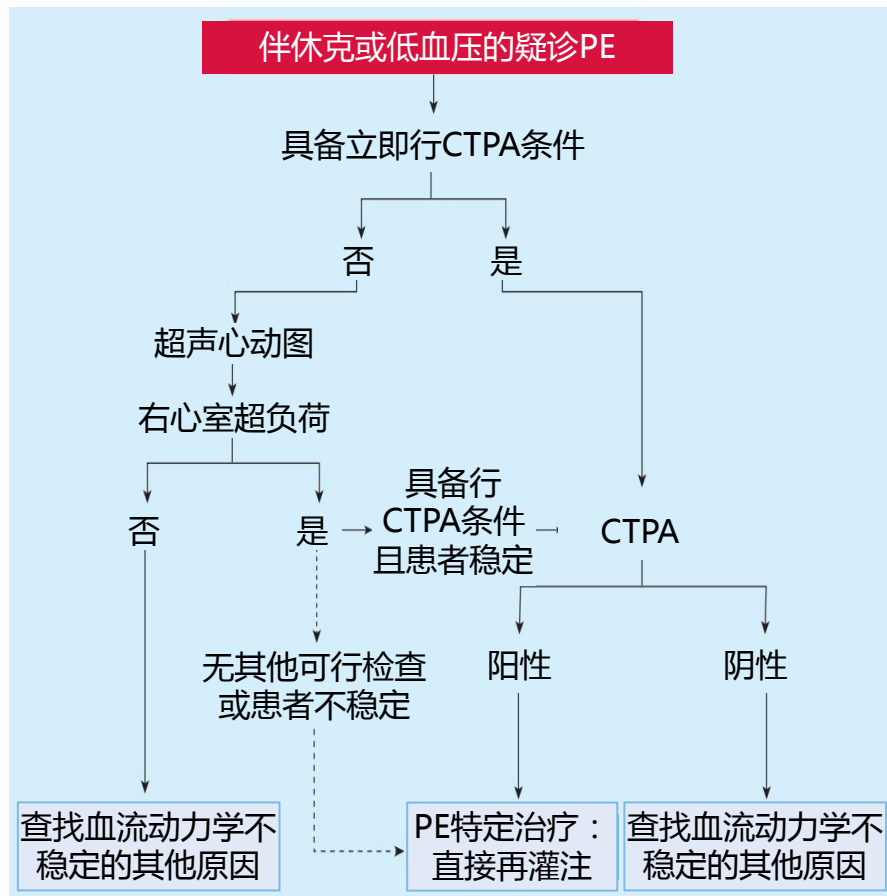 伴休克或低血压的疑诊PE
具备立即行CTPA条件
否
是
超声心动图
右心室超负荷
否
是
具备行
CTPA条件
且患者稳定
CTPA
无其他可行检查
或患者不稳定
阳性
阴性
查找血流动力学不
稳定的其他原因
PE特定治疗：
直接再灌注
查找血流动力学不
稳定的其他原因